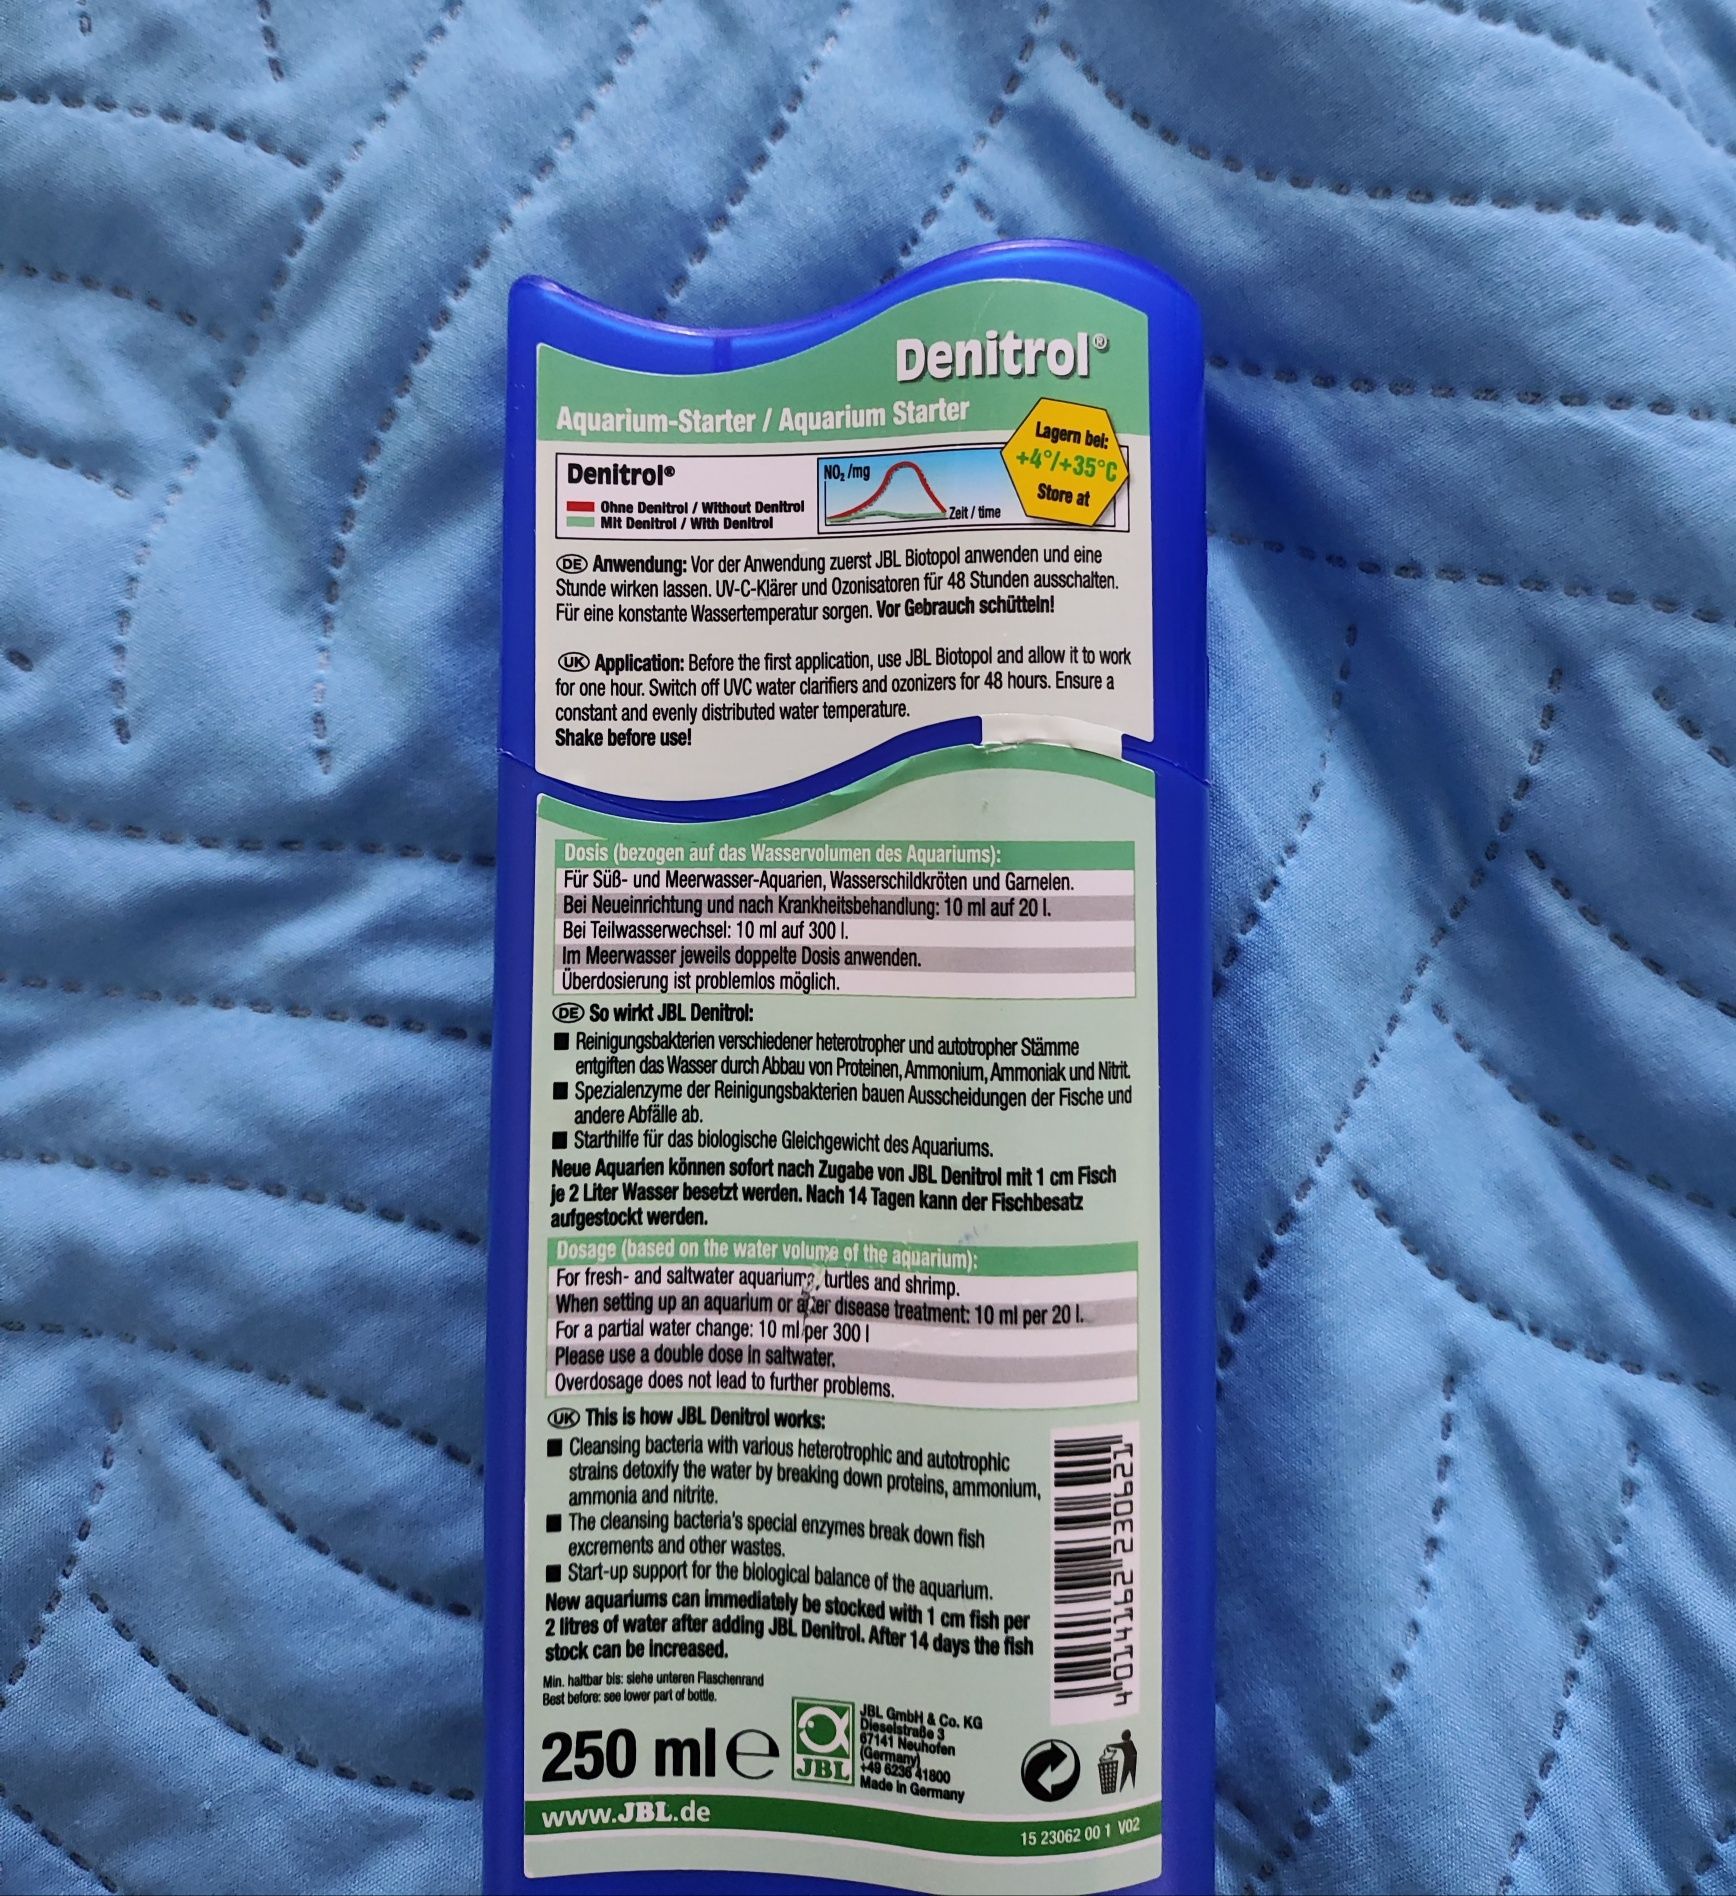 Denitrol®
Aquarium-Starter / Aquarium Starter
Lagern bei:
+4°/+35°C
Store at
Denitrol®
Ohne Denitrol / Without Denitrol
Mit Denitrol / With Denitrol
NO₂/mg
Zeit / time
DE Anwendung: Vor der Anwendung zuerst JBL Biotopol anwenden und eine
Stunde wirken lassen. UV-C-Klärer und Ozonisatoren für 48 Stunden ausschalten.
Für eine konstante Wassertemperatur sorgen. Vor Gebrauch schütteln!
UK Application: Before the first application, use JBL Biotopol and allow it to work
for one hour. Switch off UVC water clarifiers and ozonizers for 48 hours. Ensure a
constant and evenly distributed water temperature.
Shake before use!
Dosis (bezogen auf das Wasservolumen des Aquariums):
Für Süß- und Meerwasser-Aquarien, Wasserschildkröten und Garnelen.
Bei Neueinrichtung und nach Krankheitsbehandlung: 10 ml auf 20 l.
Bei Teilwasserwechsel: 10 ml auf 300 l.
Im Meerwasser jeweils doppelte Dosis anwenden.
Überdosierung ist problemlos möglich.
DE So wirkt JBL Denitrol:
■ Reinigungsbakterien verschiedener heterotropher und autotropher Stämme
entgiften das Wasser durch Abbau von Proteinen, Ammonium, Ammoniak und Nitrit.
■ Spezialenzyme der Reinigungsbakterien bauen Ausscheidungen der Fische und
andere Abfälle ab.
■ Starthilfe für das biologische Gleichgewicht des Aquariums.
Neue Aquarien können sofort nach Zugabe von JBL Denitrol mit 1 cm Fisch
je 2 Liter Wasser besetzt werden. Nach 14 Tagen kann der Fischbesatz
aufgestockt werden.
Dosage (based on the water volume of the aquarium):
For fresh- and saltwater aquariums, turtles and shrimp.
When setting up an aquarium or after disease treatment: 10 ml per 20 l.
For a partial water change: 10 ml per 300 l
Please use a double dose in saltwater.
Overdosage does not lead to further problems.
UK This is how JBL Denitrol works:
■ Cleansing bacteria with various heterotrophic and autotrophic
strains detoxify the water by breaking down proteins, ammonium,
ammonia and nitrite.
■ The cleansing bacteria's special enzymes break down fish
excrements and other wastes.
■ Start-up support for the biological balance of the aquarium.
New aquariums can immediately be stocked with 1 cm fish per
2 litres of water after adding JBL Denitrol. After 14 days the fish
stock can be increased.
4 014162 230621
Min. haltbar bis: siehe unteren Flaschenrand
Best before: see lower part of bottle.
250 ml e
JBL
JBL GmbH & Co. KG
Dieselstraße 3
67141 Neuhofen
(Germany)
+49 6236 41800
Made in Germany
www.JBL.de
15 23062 00 1 V02